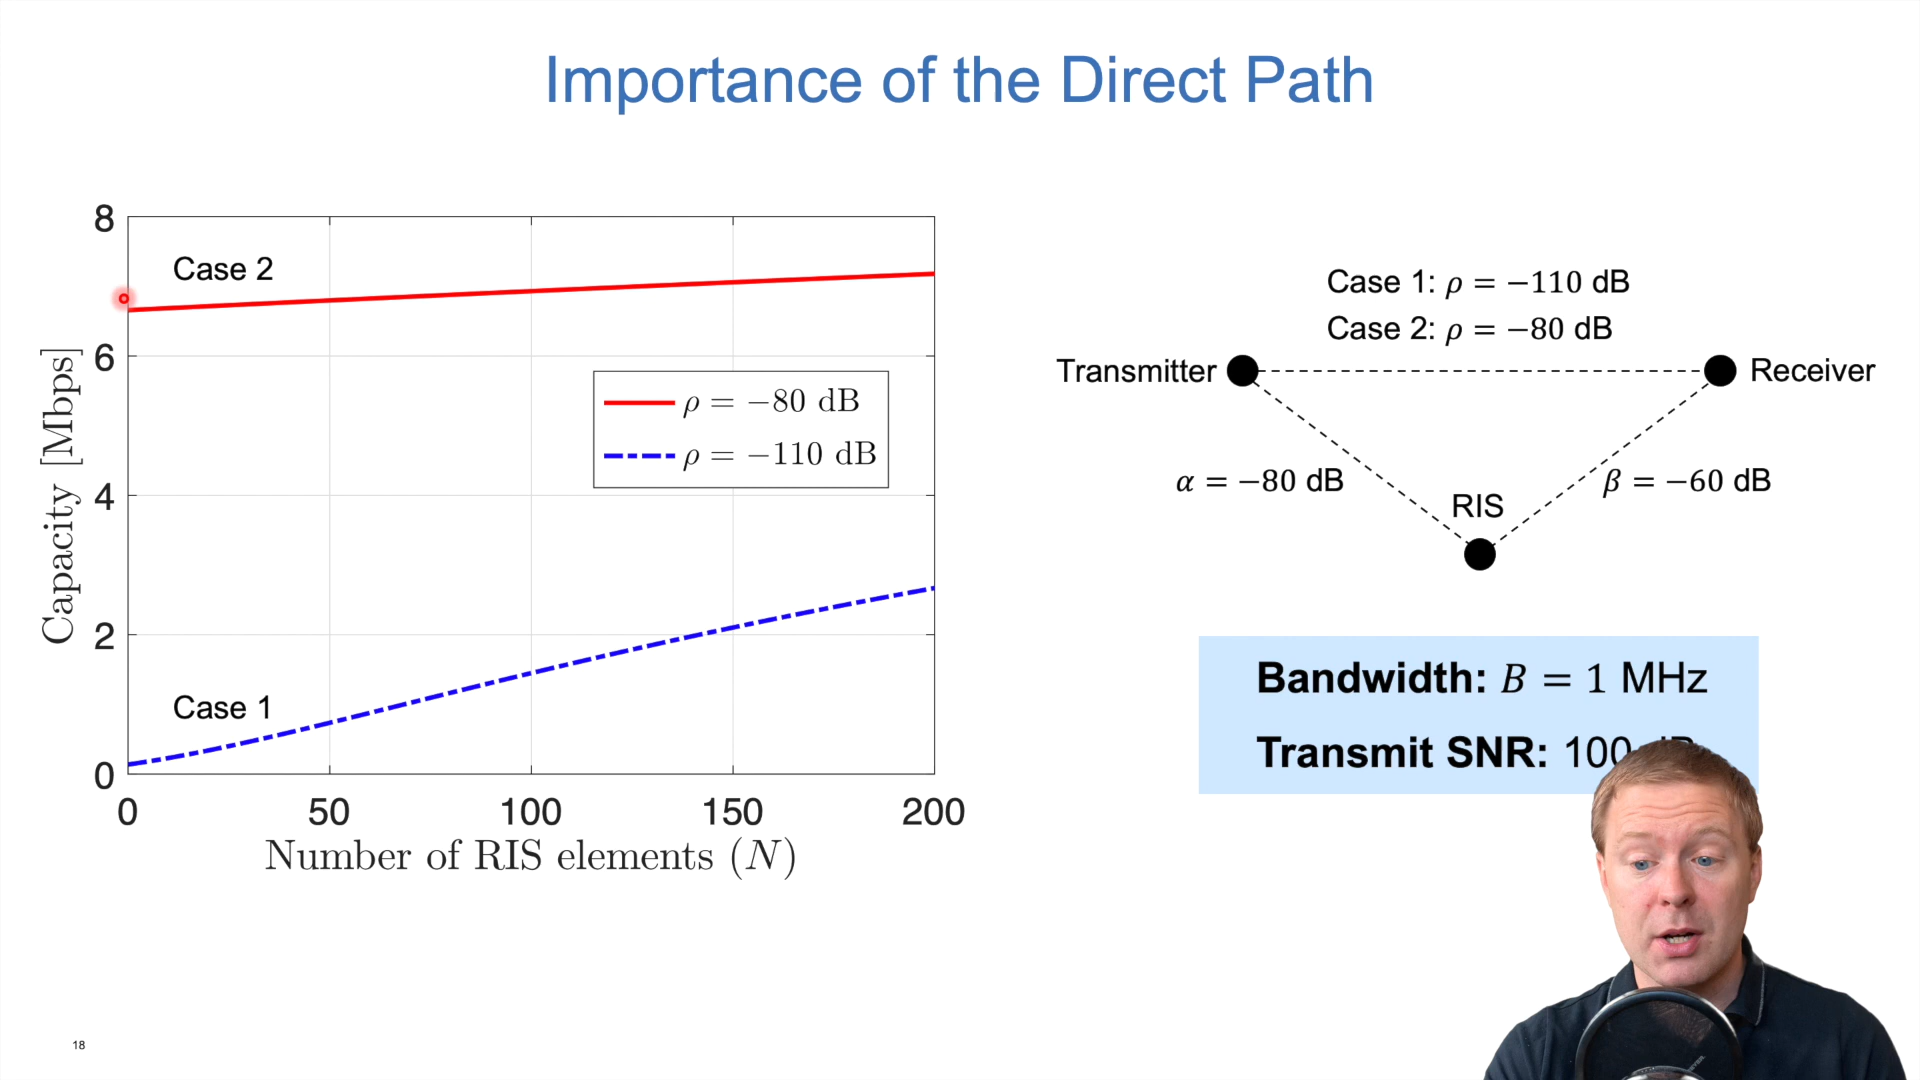 Importance of the Direct Path
8
6
4
2
0
0
50
100
150
200
Capacity [Mbps]
Number of RIS elements (N)
Case 2
Case 1
ρ = −80 dB
ρ = −110 dB
Case 1: ρ = −110 dB
Case 2: ρ = −80 dB
Transmitter
Receiver
α = −80 dB
RIS
β = −60 dB
Bandwidth: B = 1 MHz
Transmit SNR: 100
18